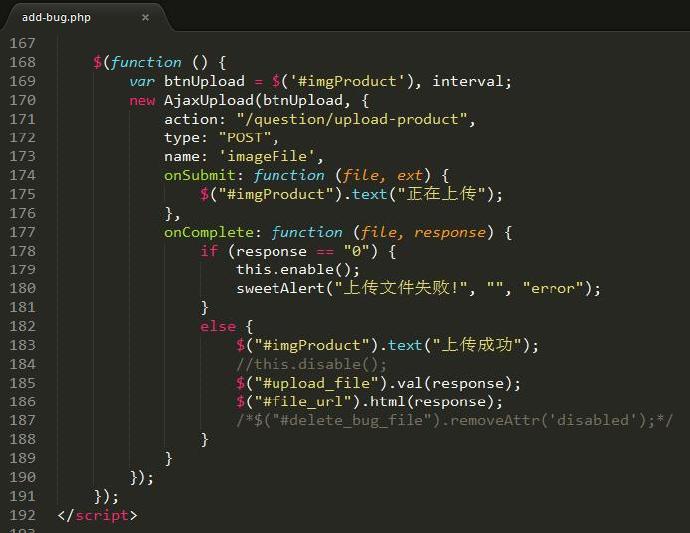 add-bug.php ×
167
168 $(function () {
169 var btnUpload = $('#imgProduct'), interval;
170 new AjaxUpload(btnUpload, {
171 action: "/question/upload-product",
172 type: "POST",
173 name: 'imageFile',
174 onSubmit: function (file, ext) {
175 $("#imgProduct").text("正在上传");
176 },
177 onComplete: function (file, response) {
178 if (response == "0") {
179 this.enable();
180 sweetAlert("上传文件失败!", "", "error");
181 }
182 else {
183 $("#imgProduct").text("上传成功");
184 //this.disable();
185 $("#upload_file").val(response);
186 $("#file_url").html(response);
187 /*$("#delete_bug_file").removeAttr('disabled');*/
188 }
189 }
190 });
191 });
192 </script>
193